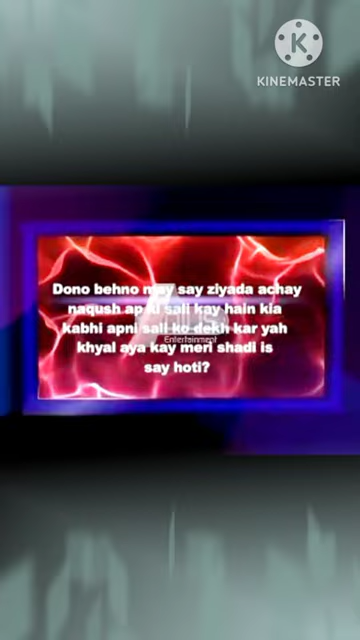 K
KINEMASTER
Dono behno may say ziyada achay
naqush ap ki sali kay hain kia
kabhi apni sali ko dekh kar yah
khyal aya kay meri shadi is
say hoti?
Entertainment